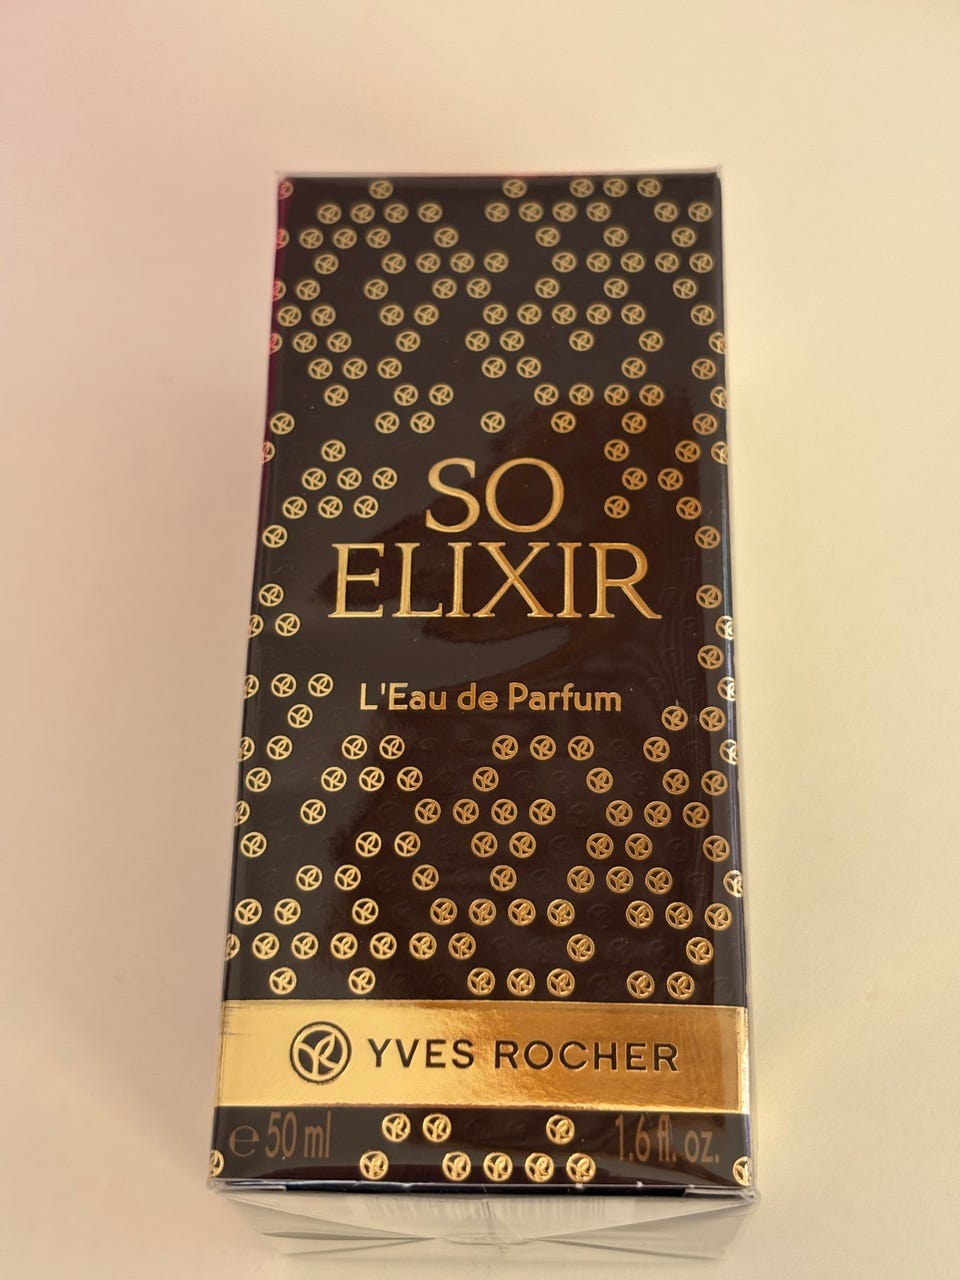 SO
ELIXIR
L'Eau de Parfum
YVES ROCHER
℮ 50 ml 1.6 fl. oz.